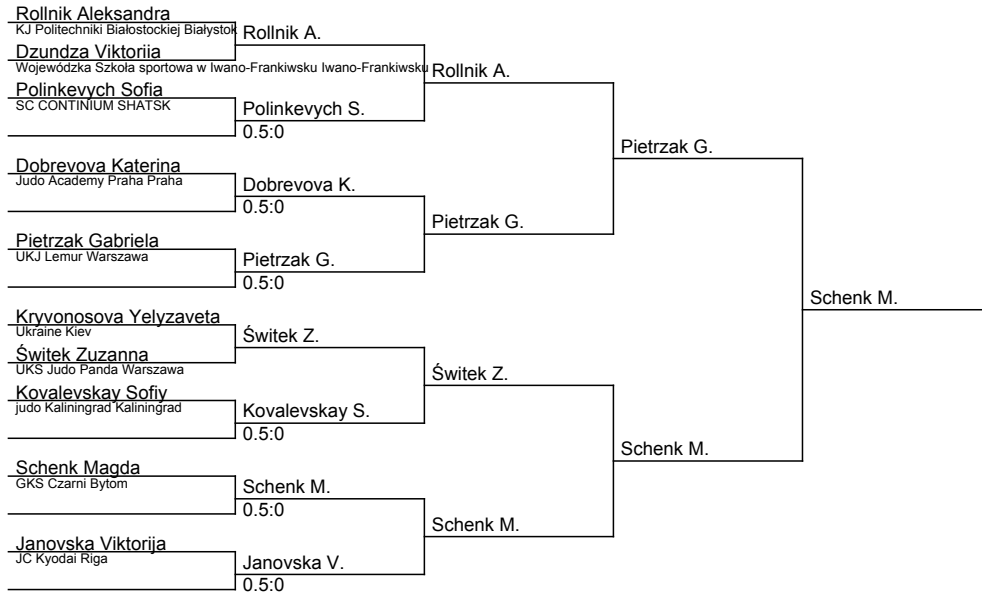 Rollnik Aleksandra
KJ Politechniki Białostockiej Białystok
Rollnik A.
Dzundza Viktoriia
Wojewódzka Szkoła sportowa w Iwano-Frankiwsku Iwano-Frankiwsku
Rollnik A.
Polinkevych Sofia
SC CONTINIUM SHATSK
Polinkevych S.
0.5:0
Pietrzak G.
Dobrevova Katerina
Judo Academy Praha Praha
Dobrevova K.
0.5:0
Pietrzak G.
Pietrzak Gabriela
UKJ Lemur Warszawa
Pietrzak G.
0.5:0
Schenk M.
Kryvonosova Yelyzaveta
Ukraine Kiev
Świtek Z.
Świtek Zuzanna
UKS Judo Panda Warszawa
Świtek Z.
Kovalevskay Sofiy
judo Kaliningrad Kaliningrad
Kovalevskay S.
0.5:0
Schenk M.
Schenk Magda
GKS Czarni Bytom
Schenk M.
0.5:0
Schenk M.
Janovska Viktorija
JC Kyodai Riga
Janovska V.
0.5:0